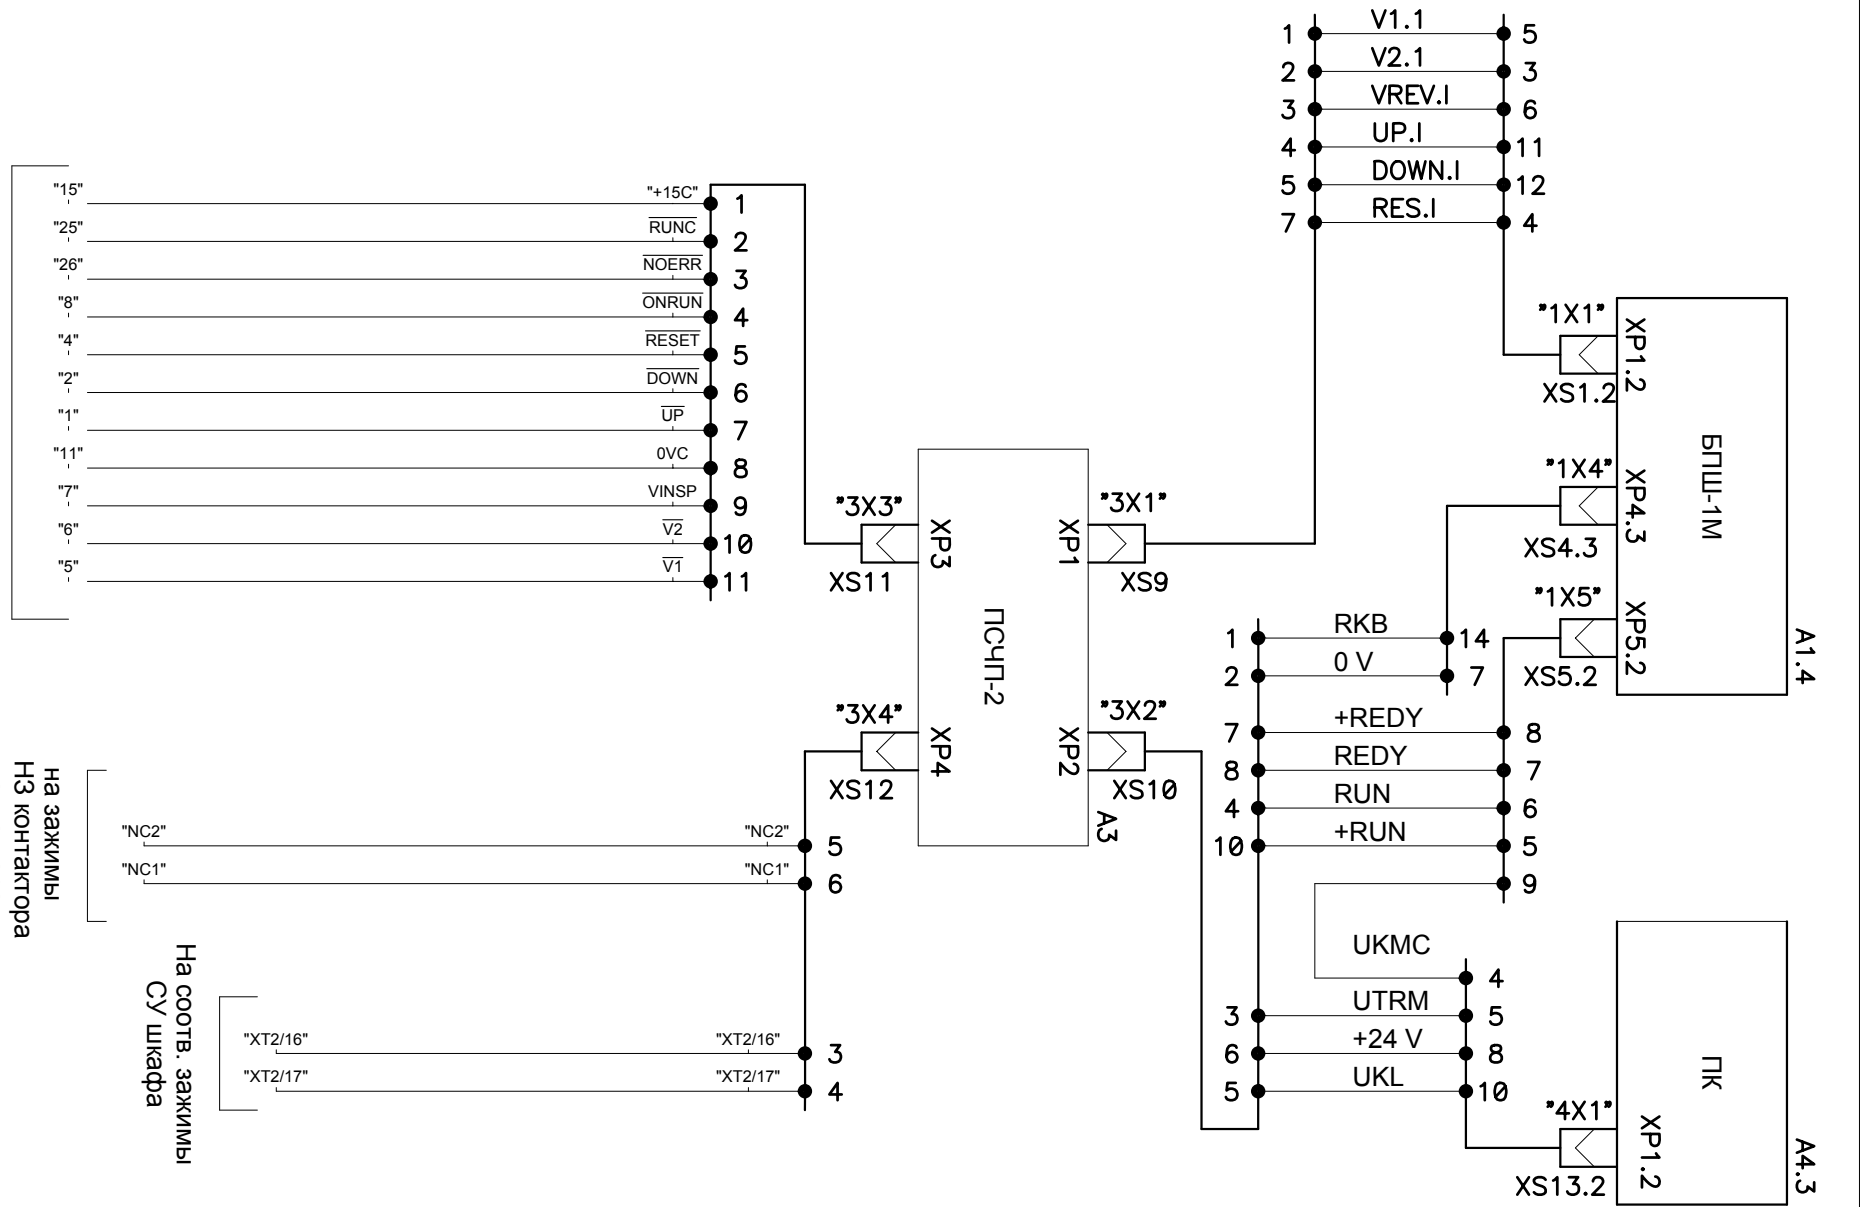 1 V1.1 5
2 V2.1 3
3 VREV.I 6
4 UP.I 11
5 DOWN.I 12
7 RES.I 4
"15" "+15C" 1
"25" RUNC 2
"26" NOERR 3
"8" ONRUN 4
"4" RESET 5
"2" DOWN 6
"1" UP 7
"11" 0VC 8
"7" VINSP 9
"6" V2 10
"5" V1 11
"1X1"
XP1.2
XS1.2
"1X4"
XP4.3
XS4.3
"1X5"
XP5.2
XS5.2
БПШ-1М
A1.4
"3X3"
XP3
XS11
"3X1"
XP1
XS9
ПСЧП-2
"3X4"
XP4
XS12
"3X2"
XP2
XS10
A3
1 RKB 14
2 0 V 7
7 +REDY 8
8 REDY 7
4 RUN 6
10 +RUN 5
9
UKMC 4
3 UTRM 5
6 +24 V 8
5 UKL 10
ПК
"4X1"
XP1.2
XS13.2
A4.3
на зажимы
НЗ контактора
"NC2" "NC2" 5
"NC1" "NC1" 6
На соотв. зажимы
СУ шкафа
"XT2/16" "XT2/16" 3
"XT2/17" "XT2/17" 4